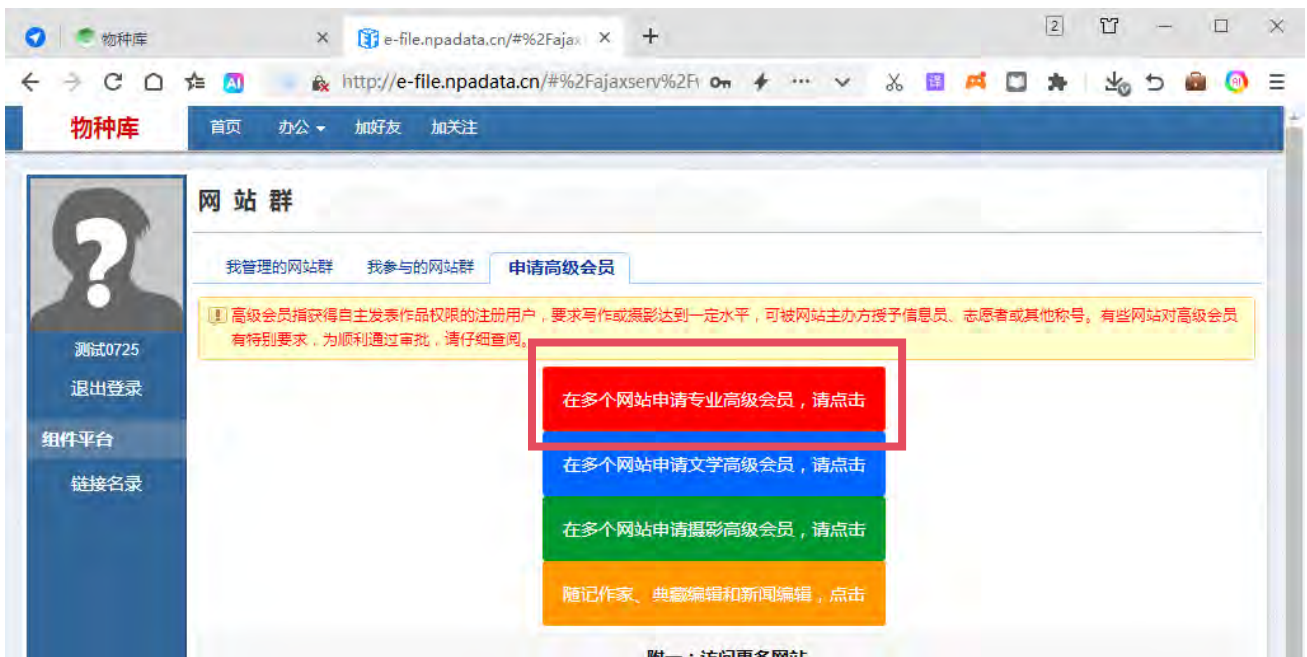 物种库
e-file.npadata.cn/#%2Fajax
2
AI
http://e-file.npadata.cn/#%2Fajaxserv%2F
译
物种库 首页 办公 加好友 加关注
网 站 群
我管理的网站群 我参与的网站群 申请高级会员
高级会员指获得自主发表作品权限的注册用户，要求写作或摄影达到一定水平，可被网站主办方授予信息员、志愿者或其他称号。有些网站对高级会员
有特别要求，为顺利通过审批，请仔细查阅。
测试0725
退出登录
组件平台
链接名录
在多个网站申请专业高级会员，请点击
在多个网站申请文学高级会员，请点击
在多个网站申请摄影高级会员，请点击
随记作家、典藏编辑和新闻编辑，点击
附一：访问更多网站